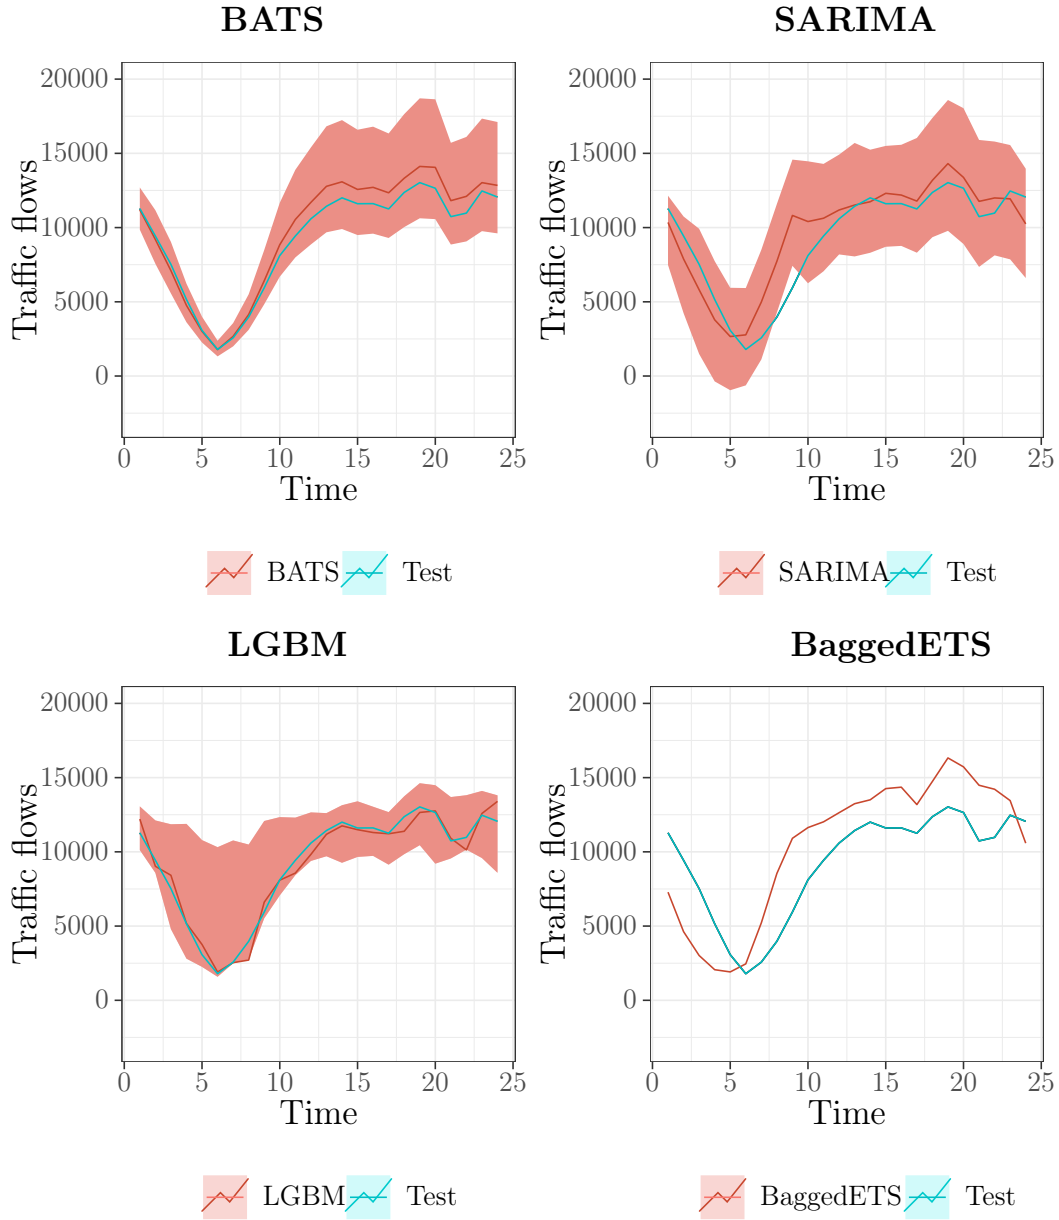 BATS
SARIMA
20000
15000
10000
5000
0
Traffic flows
0 5 10 15 20 25
Time
BATS Test
20000
15000
10000
5000
0
Traffic flows
0 5 10 15 20 25
Time
SARIMA Test
LGBM
BaggedETS
20000
15000
10000
5000
0
Traffic flows
0 5 10 15 20 25
Time
LGBM Test
20000
15000
10000
5000
0
Traffic flows
0 5 10 15 20 25
Time
BaggedETS Test